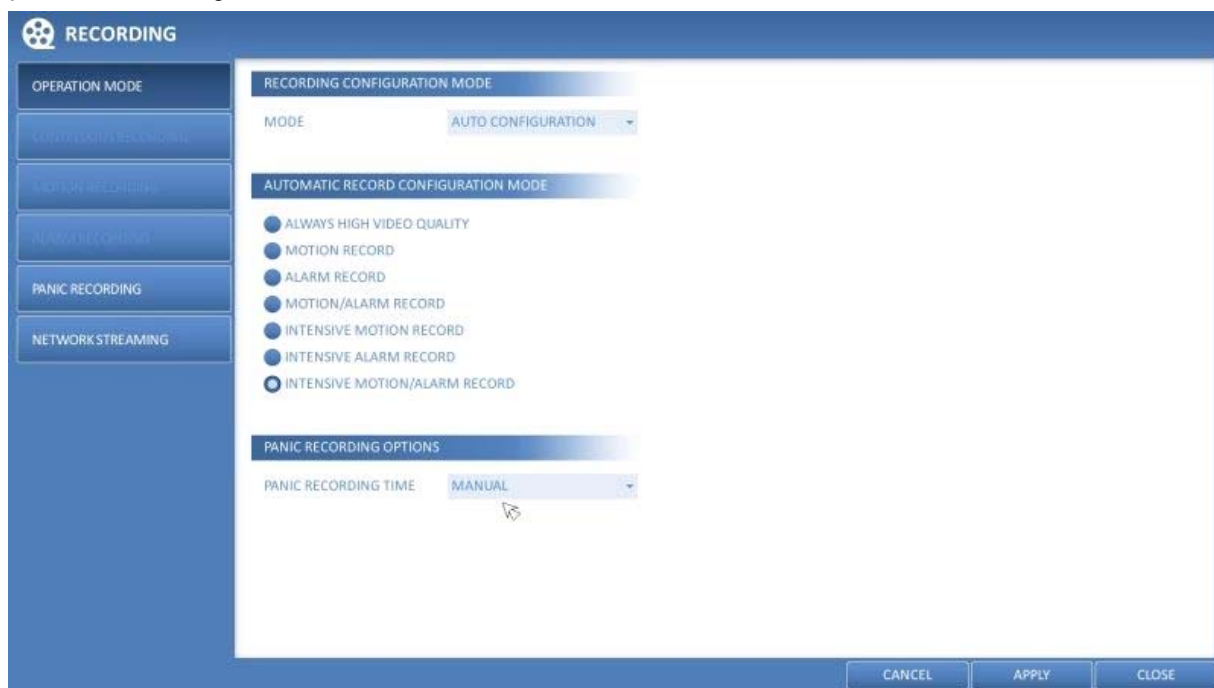 RECORDING
OPERATION MODE
PANIC RECORDING
NETWORK STREAMING
RECORDING CONFIGURATION MODE
MODE AUTO CONFIGURATION
AUTOMATIC RECORD CONFIGURATION MODE
ALWAYS HIGH VIDEO QUALITY
MOTION RECORD
ALARM RECORD
MOTION/ALARM RECORD
INTENSIVE MOTION RECORD
INTENSIVE ALARM RECORD
INTENSIVE MOTION/ALARM RECORD
PANIC RECORDING OPTIONS
PANIC RECORDING TIME MANUAL
CANCEL APPLY CLOSE